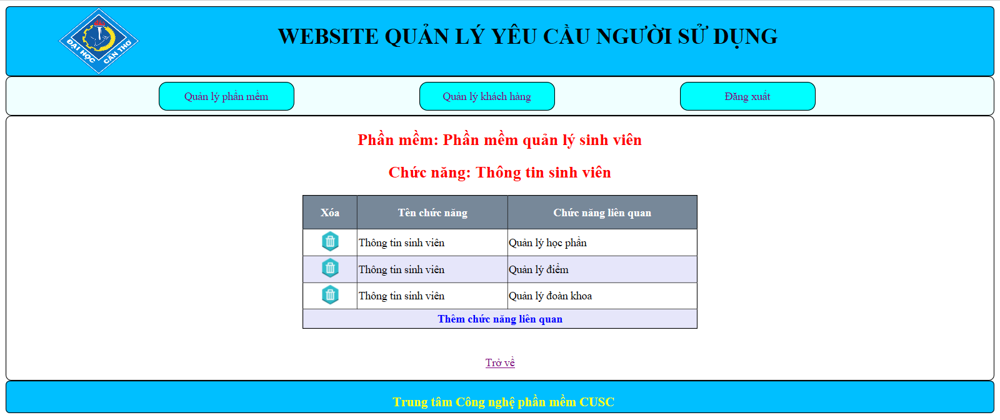 ĐẠI HỌC CẦN THƠ
WEBSITE QUẢN LÝ YÊU CẦU NGƯỜI SỬ DỤNG
Quản lý phần mềm Quản lý khách hàng Đăng xuất
Phần mềm: Phần mềm quản lý sinh viên
Chức năng: Thông tin sinh viên
Xóa Tên chức năng Chức năng liên quan
Thông tin sinh viên Quản lý học phần
Thông tin sinh viên Quản lý điểm
Thông tin sinh viên Quản lý đoàn khoa
Thêm chức năng liên quan
Trở về
Trung tâm Công nghệ phần mềm CUSC